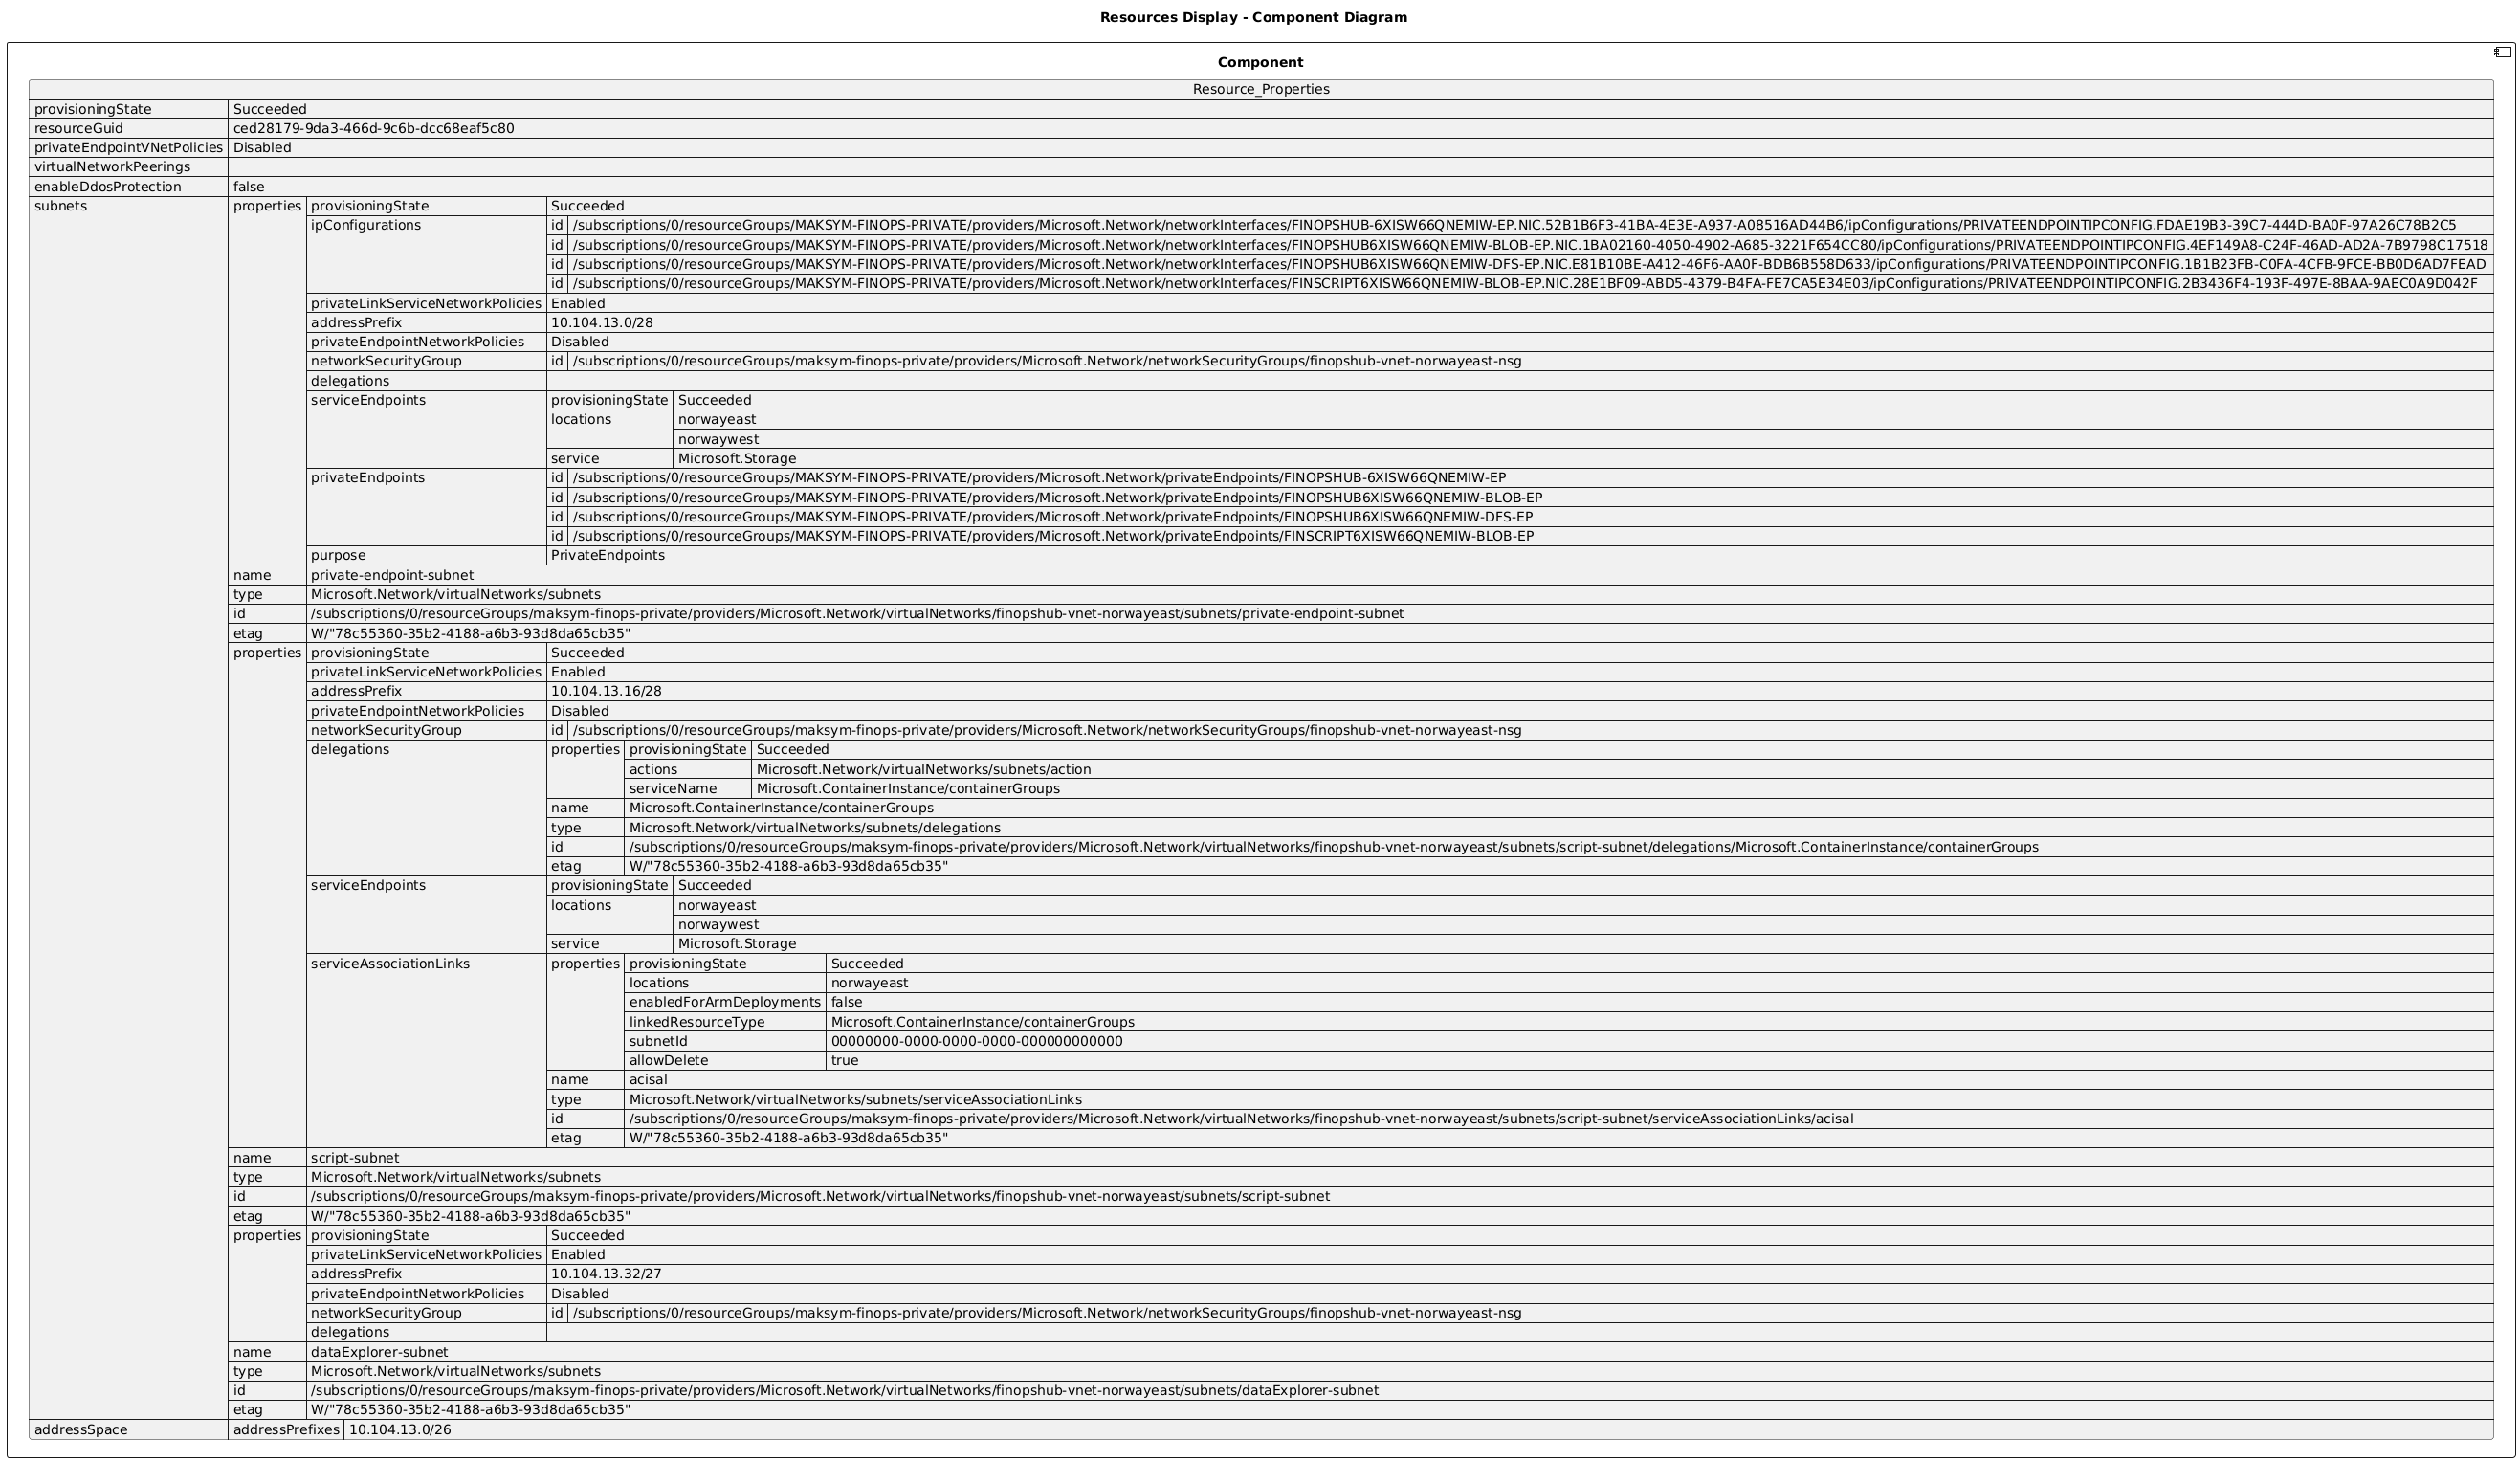 Resources Display - Component Diagram
Component
Resource_Properties
provisioningState Succeeded
resourceGuid ced28179-9da3-466d-9c6b-dcc68eaf5c80
privateEndpointVNetPolicies Disabled
virtualNetworkPeerings
enableDdosProtection false
subnets properties provisioningState Succeeded
ipConfigurations id /subscriptions/0/resourceGroups/MAKSYM-FINOPS-PRIVATE/providers/Microsoft.Network/networkInterfaces/FINOPSHUB-6XISW66QNEMIW-EP.NIC.52B1B6F3-41BA-4E3E-A937-A08516AD44B6/ipConfigurations/PRIVATEENDPOINTIPCONFIG.FDAE19B3-39C7-444D-BA0F-97A26C78B2C5
id /subscriptions/0/resourceGroups/MAKSYM-FINOPS-PRIVATE/providers/Microsoft.Network/networkInterfaces/FINOPSHUB6XISW66QNEMIW-BLOB-EP.NIC.1BA02160-4050-4902-A685-3221F654CC80/ipConfigurations/PRIVATEENDPOINTIPCONFIG.4EF149A8-C24F-46AD-AD2A-7B9798C17518
id /subscriptions/0/resourceGroups/MAKSYM-FINOPS-PRIVATE/providers/Microsoft.Network/networkInterfaces/FINOPSHUB6XISW66QNEMIW-DFS-EP.NIC.E81B10BE-A412-46F6-AA0F-BDB6B558D633/ipConfigurations/PRIVATEENDPOINTIPCONFIG.1B1B23FB-C0FA-4CFB-9FCE-BB0D6AD7FEAD
id /subscriptions/0/resourceGroups/MAKSYM-FINOPS-PRIVATE/providers/Microsoft.Network/networkInterfaces/FINSCRIPT6XISW66QNEMIW-BLOB-EP.NIC.28E1BF09-ABD5-4379-B4FA-FE7CA5E34E03/ipConfigurations/PRIVATEENDPOINTIPCONFIG.2B3436F4-193F-497E-8BAA-9AEC0A9D042F
privateLinkServiceNetworkPolicies Enabled
addressPrefix 10.104.13.0/28
privateEndpointNetworkPolicies Disabled
networkSecurityGroup id /subscriptions/0/resourceGroups/maksym-finops-private/providers/Microsoft.Network/networkSecurityGroups/finopshub-vnet-norwayeast-nsg
delegations
serviceEndpoints provisioningState Succeeded
locations norwayeast
norwaywest
service Microsoft.Storage
privateEndpoints id /subscriptions/0/resourceGroups/MAKSYM-FINOPS-PRIVATE/providers/Microsoft.Network/privateEndpoints/FINOPSHUB-6XISW66QNEMIW-EP
id /subscriptions/0/resourceGroups/MAKSYM-FINOPS-PRIVATE/providers/Microsoft.Network/privateEndpoints/FINOPSHUB6XISW66QNEMIW-BLOB-EP
id /subscriptions/0/resourceGroups/MAKSYM-FINOPS-PRIVATE/providers/Microsoft.Network/privateEndpoints/FINOPSHUB6XISW66QNEMIW-DFS-EP
id /subscriptions/0/resourceGroups/MAKSYM-FINOPS-PRIVATE/providers/Microsoft.Network/privateEndpoints/FINSCRIPT6XISW66QNEMIW-BLOB-EP
purpose PrivateEndpoints
name private-endpoint-subnet
type Microsoft.Network/virtualNetworks/subnets
id /subscriptions/0/resourceGroups/maksym-finops-private/providers/Microsoft.Network/virtualNetworks/finopshub-vnet-norwayeast/subnets/private-endpoint-subnet
etag W/"78c55360-35b2-4188-a6b3-93d8da65cb35"
properties provisioningState Succeeded
privateLinkServiceNetworkPolicies Enabled
addressPrefix 10.104.13.16/28
privateEndpointNetworkPolicies Disabled
networkSecurityGroup id /subscriptions/0/resourceGroups/maksym-finops-private/providers/Microsoft.Network/networkSecurityGroups/finopshub-vnet-norwayeast-nsg
delegations properties provisioningState Succeeded
actions Microsoft.Network/virtualNetworks/subnets/action
serviceName Microsoft.ContainerInstance/containerGroups
name Microsoft.ContainerInstance/containerGroups
type Microsoft.Network/virtualNetworks/subnets/delegations
id /subscriptions/0/resourceGroups/maksym-finops-private/providers/Microsoft.Network/virtualNetworks/finopshub-vnet-norwayeast/subnets/script-subnet/delegations/Microsoft.ContainerInstance/containerGroups
etag W/"78c55360-35b2-4188-a6b3-93d8da65cb35"
serviceEndpoints provisioningState Succeeded
locations norwayeast
norwaywest
service Microsoft.Storage
serviceAssociationLinks properties provisioningState Succeeded
locations norwayeast
enabledForArmDeployments false
linkedResourceType Microsoft.ContainerInstance/containerGroups
subnetId 00000000-0000-0000-0000-000000000000
allowDelete true
name acisal
type Microsoft.Network/virtualNetworks/subnets/serviceAssociationLinks
id /subscriptions/0/resourceGroups/maksym-finops-private/providers/Microsoft.Network/virtualNetworks/finopshub-vnet-norwayeast/subnets/script-subnet/serviceAssociationLinks/acisal
etag W/"78c55360-35b2-4188-a6b3-93d8da65cb35"
name script-subnet
type Microsoft.Network/virtualNetworks/subnets
id /subscriptions/0/resourceGroups/maksym-finops-private/providers/Microsoft.Network/virtualNetworks/finopshub-vnet-norwayeast/subnets/script-subnet
etag W/"78c55360-35b2-4188-a6b3-93d8da65cb35"
properties provisioningState Succeeded
privateLinkServiceNetworkPolicies Enabled
addressPrefix 10.104.13.32/27
privateEndpointNetworkPolicies Disabled
networkSecurityGroup id /subscriptions/0/resourceGroups/maksym-finops-private/providers/Microsoft.Network/networkSecurityGroups/finopshub-vnet-norwayeast-nsg
delegations
name dataExplorer-subnet
type Microsoft.Network/virtualNetworks/subnets
id /subscriptions/0/resourceGroups/maksym-finops-private/providers/Microsoft.Network/virtualNetworks/finopshub-vnet-norwayeast/subnets/dataExplorer-subnet
etag W/"78c55360-35b2-4188-a6b3-93d8da65cb35"
addressSpace addressPrefixes 10.104.13.0/26